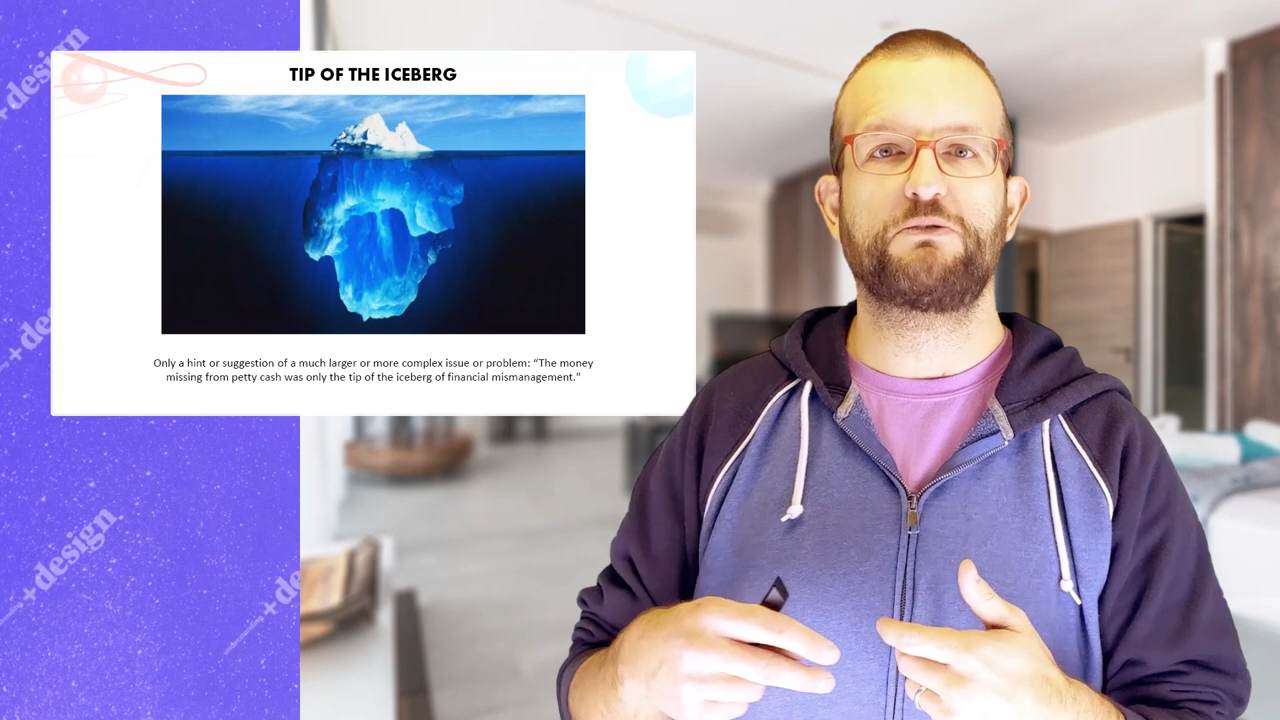 +design
TIP OF THE ICEBERG
Only a hint or suggestion of a much larger or more complex issue or problem: “The money
missing from petty cash was only the tip of the iceberg of financial mismanagement."
+design